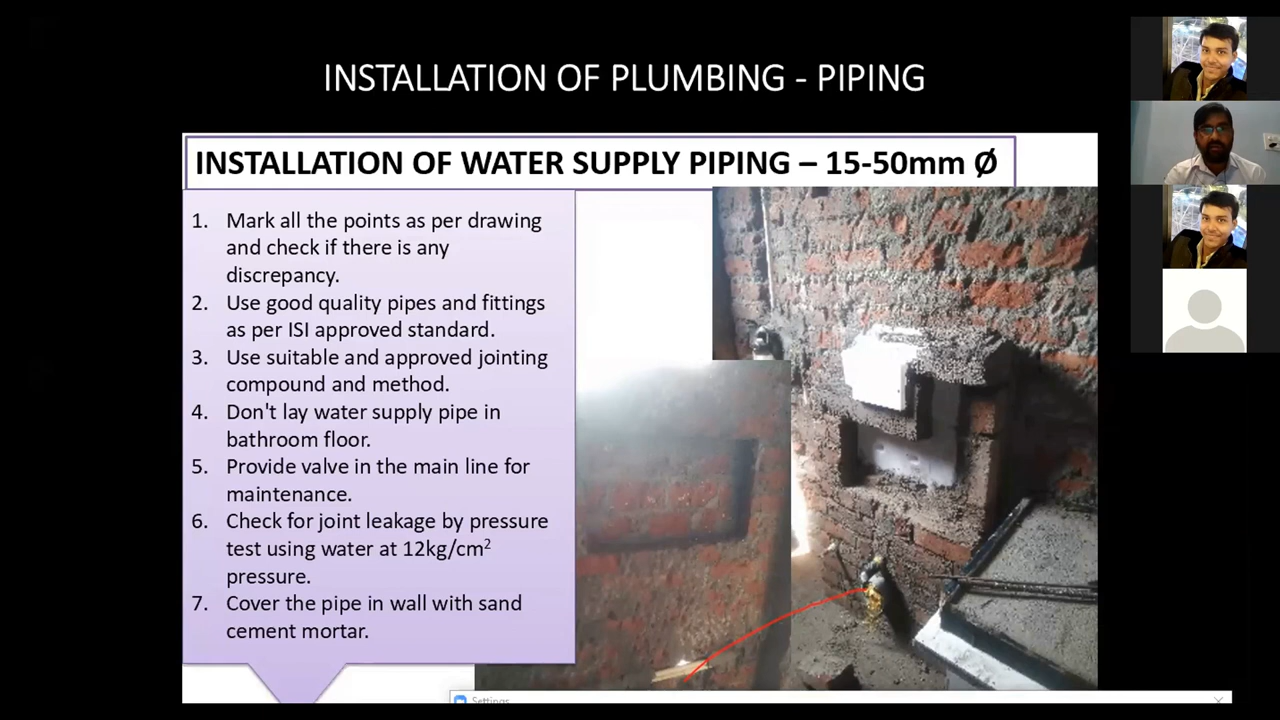 INSTALLATION OF PLUMBING - PIPING
INSTALLATION OF WATER SUPPLY PIPING – 15-50mm Ø
1. Mark all the points as per drawing
and check if there is any
discrepancy.
2. Use good quality pipes and fittings
as per ISI approved standard.
3. Use suitable and approved jointing
compound and method.
4. Don't lay water supply pipe in
bathroom floor.
5. Provide valve in the main line for
maintenance.
6. Check for joint leakage by pressure
test using water at 12kg/cm²
pressure.
7. Cover the pipe in wall with sand
cement mortar.
Settings